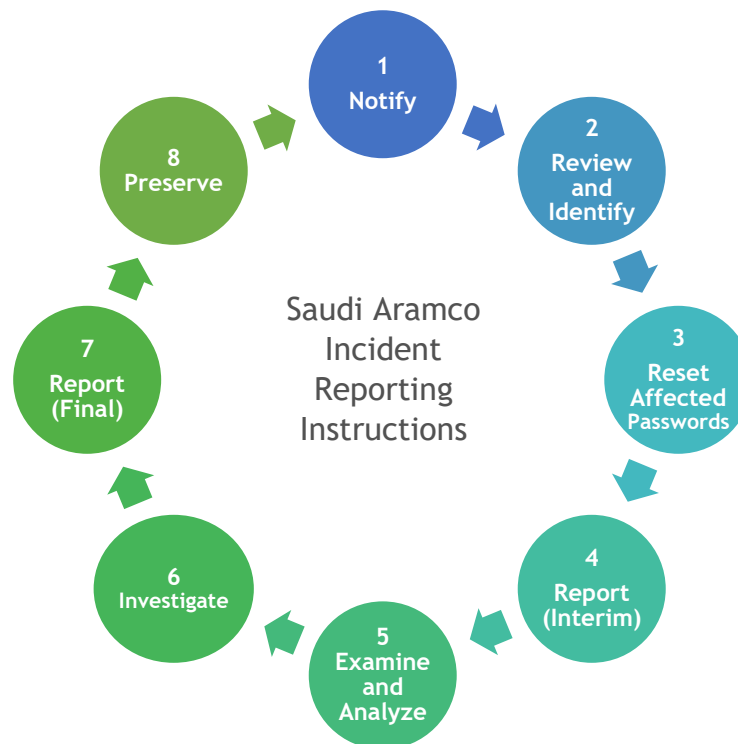 1
Notify
2
Review
and
Identify
3
Reset
Affected
Passwords
4
Report
(Interim)
5
Examine
and
Analyze
6
Investigate
7
Report
(Final)
8
Preserve
Saudi Aramco
Incident
Reporting
Instructions